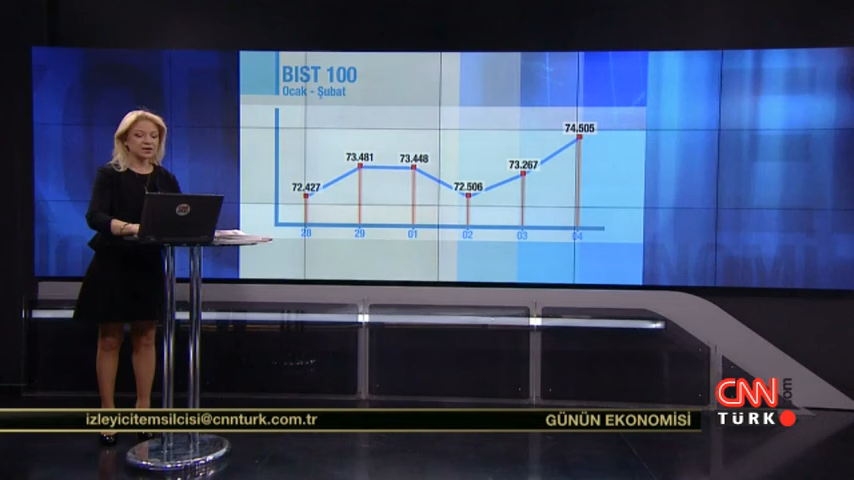 BIST 100
Ocak - Şubat
72.427
73.481
73.448
72.506
73.267
74.505
28
29
01
02
03
04
izleyicitemsilcisi@cnnturk.com.tr
GÜNÜN EKONOMİSİ
CNN
.com
TÜRK